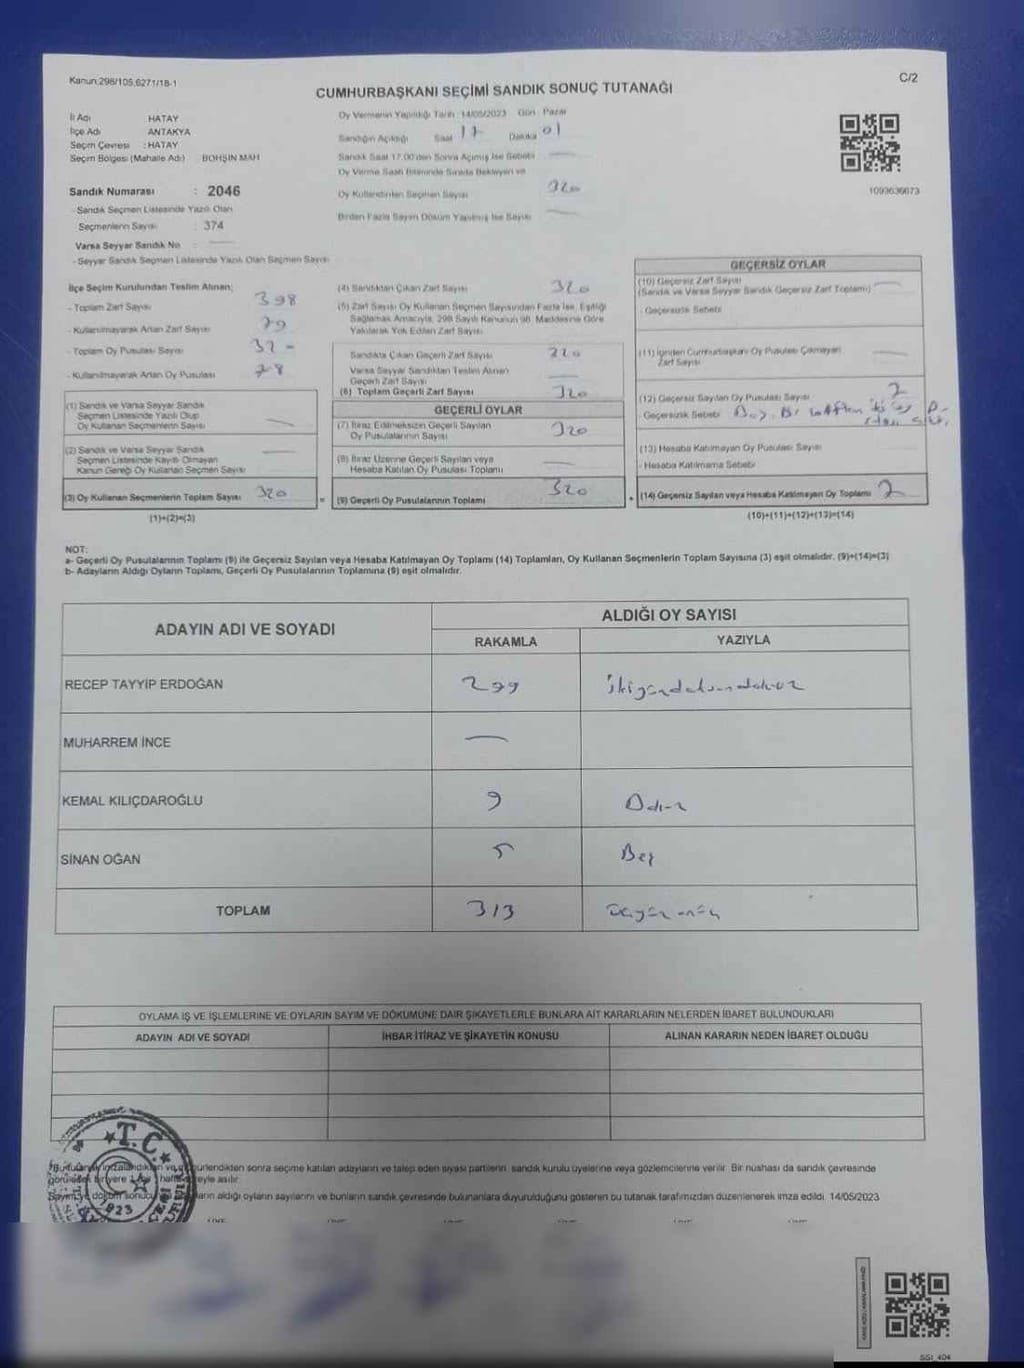 Kanun:298/105,6271/18-1
C/2
CUMHURBAŞKANI SEÇİMİ SANDIK SONUÇ TUTANAĞI
İl Adı HATAY
İlçe Adı ANTAKYA
Seçim Çevresi : HATAY
Seçim Bölgesi (Mahalle Adı) BOHŞİN MAH
Sandık Numarası : 2046
- Sandık Seçmen Listesinde Yazılı Olan
Seçmenlerin Sayısı : 374
Varsa Seyyar Sandık No
- Seyyar Sandık Seçmen Listesinde Yazılı Olan Seçmen Sayısı
Oy Vermenin Yapıldığı Tarih : 14/05/2023 Gün : Pazar
Sandığın Açıldığı Saat 17 Dakika 01
Sandık Saat 17.00'den Sonra Açılmış İse Sebebi
Oy Verme Saati Bitiminde Sırada Bekleyen ve
Oy Kullandırılan Seçmen Sayısı 320
Birden Fazla Sayım Döküm Yapılmış İse Sayısı
1093636673
İlçe Seçim Kurulundan Teslim Alınan;
- Toplam Zarf Sayısı 398
- Kullanılmayarak Artan Zarf Sayısı 79
- Toplam Oy Pusulası Sayısı
- Kullanılmayarak Artan Oy Pusulası 78
(1) Sandık ve Varsa Seyyar Sandık
Seçmen Listesinde Yazılı Olup
Oy Kullanan Seçmenlerin Sayısı
(2) Sandık ve Varsa Seyyar Sandık
Seçmen Listesinde Kayıtlı Olmayan
Kanun Gereği Oy Kullanan Seçmen Sayısı
(3) Oy Kullanan Seçmenlerin Toplam Sayısı 320
(1)+(2)=(3)
(4) Sandıktan Çıkan Zarf Sayısı 320
(5) Zarf Sayısı Oy Kullanan Seçmen Sayısından Fazla İse, Eşitliği
Sağlamak Amacıyla, 298 Sayılı Kanunun 98. Maddesine Göre
Yakılarak Yok Edilen Zarf Sayısı
Sandıkta Çıkan Geçerli Zarf Sayısı 320
Varsa Seyyar Sandıktan Teslim Alınan
Geçerli Zarf Sayısı
(6) Toplam Geçerli Zarf Sayısı 320
GEÇERLİ OYLAR
(7) İtiraz Edilmeksizin Geçerli Sayılan
Oy Pusulalarının Sayısı 320
(8) İtiraz Üzerine Geçerli Sayılan veya
Hesaba Katılan Oy Pusulası Toplamı
= (9) Geçerli Oy Pusulalarının Toplamı 320
GEÇERSİZ OYLAR
(10) Geçersiz Zarf Sayısı
(Sandık ve Varsa Seyyar Sandık Geçersiz Zarf Toplamı)
- Geçersizlik Sebebi
(11) İçinden Cumhurbaşkanı Oy Pusulası Çıkmayan
Zarf Sayısı
(12) Geçersiz Sayılan Oy Pusulası Sayısı 2
Geçersizlik Sebebi
(13) Hesaba Katılmayan Oy Pusulası Sayısı
- Hesaba Katılmama Sebebi
+ (14) Geçersiz Sayılan veya Hesaba Katılmayan Oy Toplamı 2
(10)+(11)+(12)+(13)=(14)
NOT:
a- Geçerli Oy Pusulalarının Toplamı (9) ile Geçersiz Sayılan veya Hesaba Katılmayan Oy Toplamı (14) Toplamları, Oy Kullanan Seçmenlerin Toplam Sayısına (3) eşit olmalıdır. (9)+(14)=(3)
b- Adayların Aldığı Oyların Toplamı, Geçerli Oy Pusulalarının Toplamına (9) eşit olmalıdır.
ADAYIN ADI VE SOYADI
ALDIĞI OY SAYISI
RAKAMLA YAZIYLA
RECEP TAYYİP ERDOĞAN 299 ikiyüzdoksandokuz
MUHARREM İNCE
KEMAL KILIÇDAROĞLU 9 Dokuz
SİNAN OĞAN 5 Beş
TOPLAM 313 üçyüz onüç
OYLAMA İŞ VE İŞLEMLERİNE VE OYLARIN SAYIM VE DÖKÜMÜNE DAİR ŞİKAYETLERLE BUNLARA AİT KARARLARIN NELERDEN İBARET BULUNDUKLARI
ADAYIN ADI VE SOYADI İHBAR İTİRAZ VE ŞİKAYETİN KONUSU ALINAN KARARIN NEDEN İBARET OLDUĞU
T.C.
1923
Bu tutanak imzalandıktan ve mühürlendikten sonra seçime katılan adayların ve talep eden siyasi partilerin sandık kurulu üyelerine veya gözlemcilerine verilir. Bir nüshası da sandık çevresinde
görülecek bir yere 1 hafta süreyle asılır.
Sayım ve döküm sonucu adayların aldığı oyların sayılarını ve bunların sandık çevresinde bulunanlara duyurulduğunu gösteren bu tutanak tarafımızdan düzenlenerek imza edildi. 14/05/2023
SSI_404